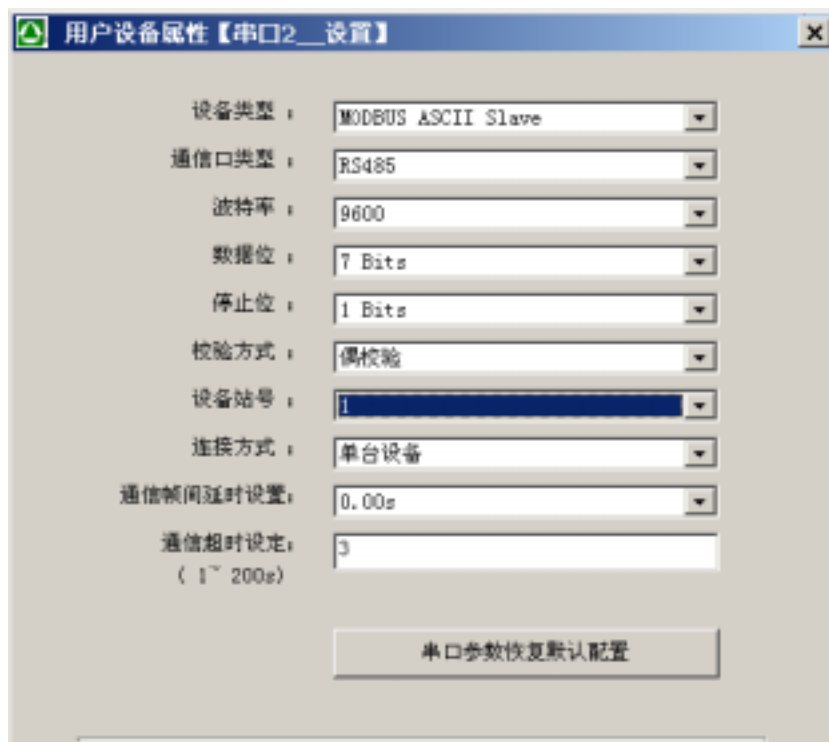 用户设备属性【串口2__设置】
设备类型： MODBUS ASCII Slave
通信口类型： RS485
波特率： 9600
数据位： 7 Bits
停止位： 1 Bits
校验方式： 偶校验
设备站号： 1
连接方式： 单台设备
通信帧间延时设置： 0.00s
通信超时设定： 3
( 1~ 200s)
串口参数恢复默认配置